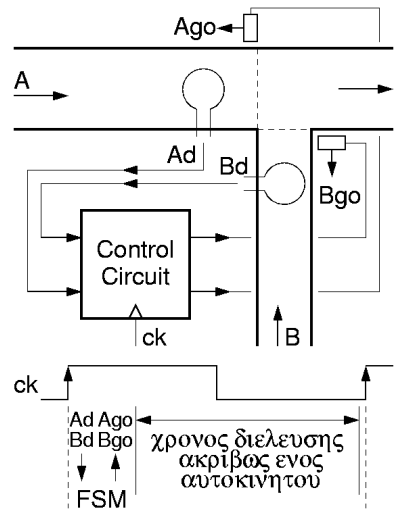 Ago
A
Ad
Bd
Bgo
Control
Circuit
ck
B
ck
Ad Ago
Bd Bgo
FSM
χρονος διελευσης
ακριβως ενος
αυτοκινητου